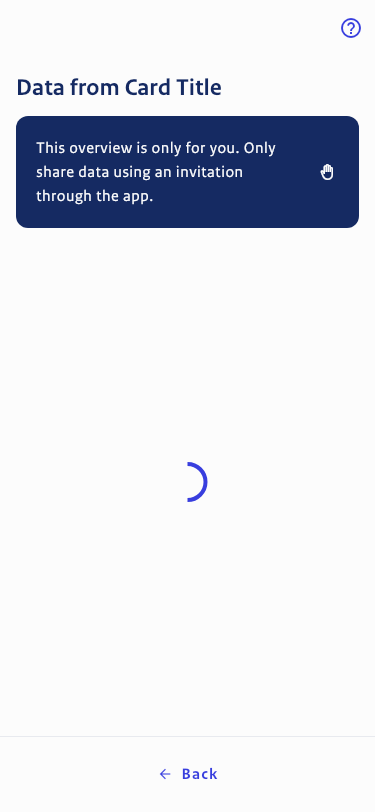 Data from Card Title
This overview is only for you. Only
share data using an invitation
through the app.
Back